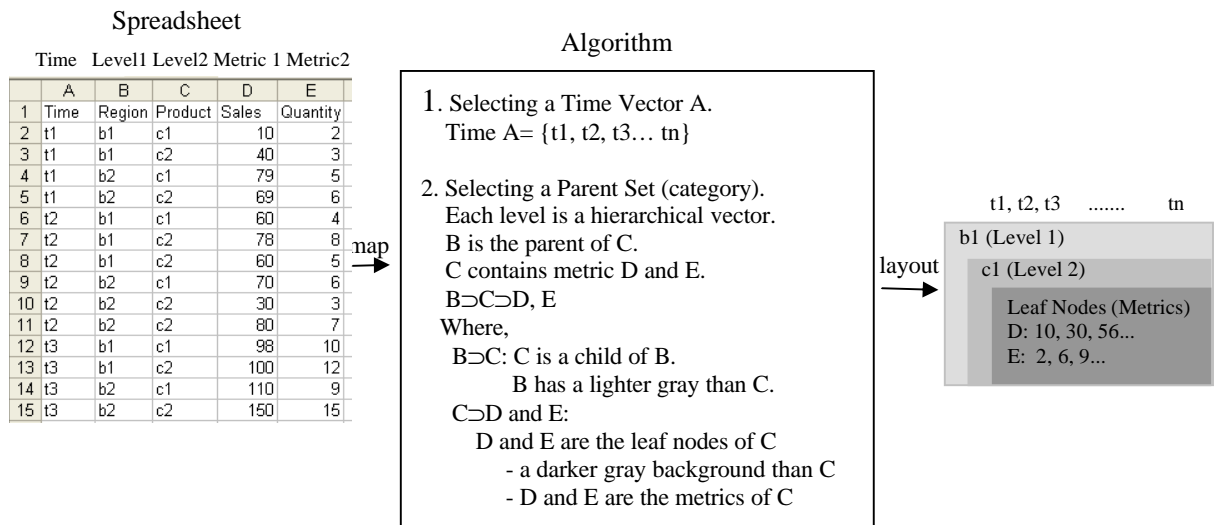 Spreadsheet
Time Level1 Level2 Metric 1 Metric2
A B C D E
1 Time Region Product Sales Quantity
2 t1 b1 c1 10 2
3 t1 b1 c2 40 3
4 t1 b2 c1 79 5
5 t1 b2 c2 69 6
6 t2 b1 c1 60 4
7 t2 b1 c2 78 8
8 t2 b1 c2 60 5
9 t2 b2 c1 70 6
10 t2 b2 c2 30 3
11 t2 b2 c2 80 7
12 t3 b1 c1 98 10
13 t3 b1 c2 100 12
14 t3 b2 c1 110 9
15 t3 b2 c2 150 15
map
Algorithm
1. Selecting a Time Vector A.
Time A= {t1, t2, t3… tn}
2. Selecting a Parent Set (category).
Each level is a hierarchical vector.
B is the parent of C.
C contains metric D and E.
B⊃C⊃D, E
Where,
B⊃C: C is a child of B.
B has a lighter gray than C.
C⊃D and E:
D and E are the leaf nodes of C
- a darker gray background than C
- D and E are the metrics of C
layout
t1, t2, t3 ....... tn
b1 (Level 1)
c1 (Level 2)
Leaf Nodes (Metrics)
D: 10, 30, 56...
E: 2, 6, 9...